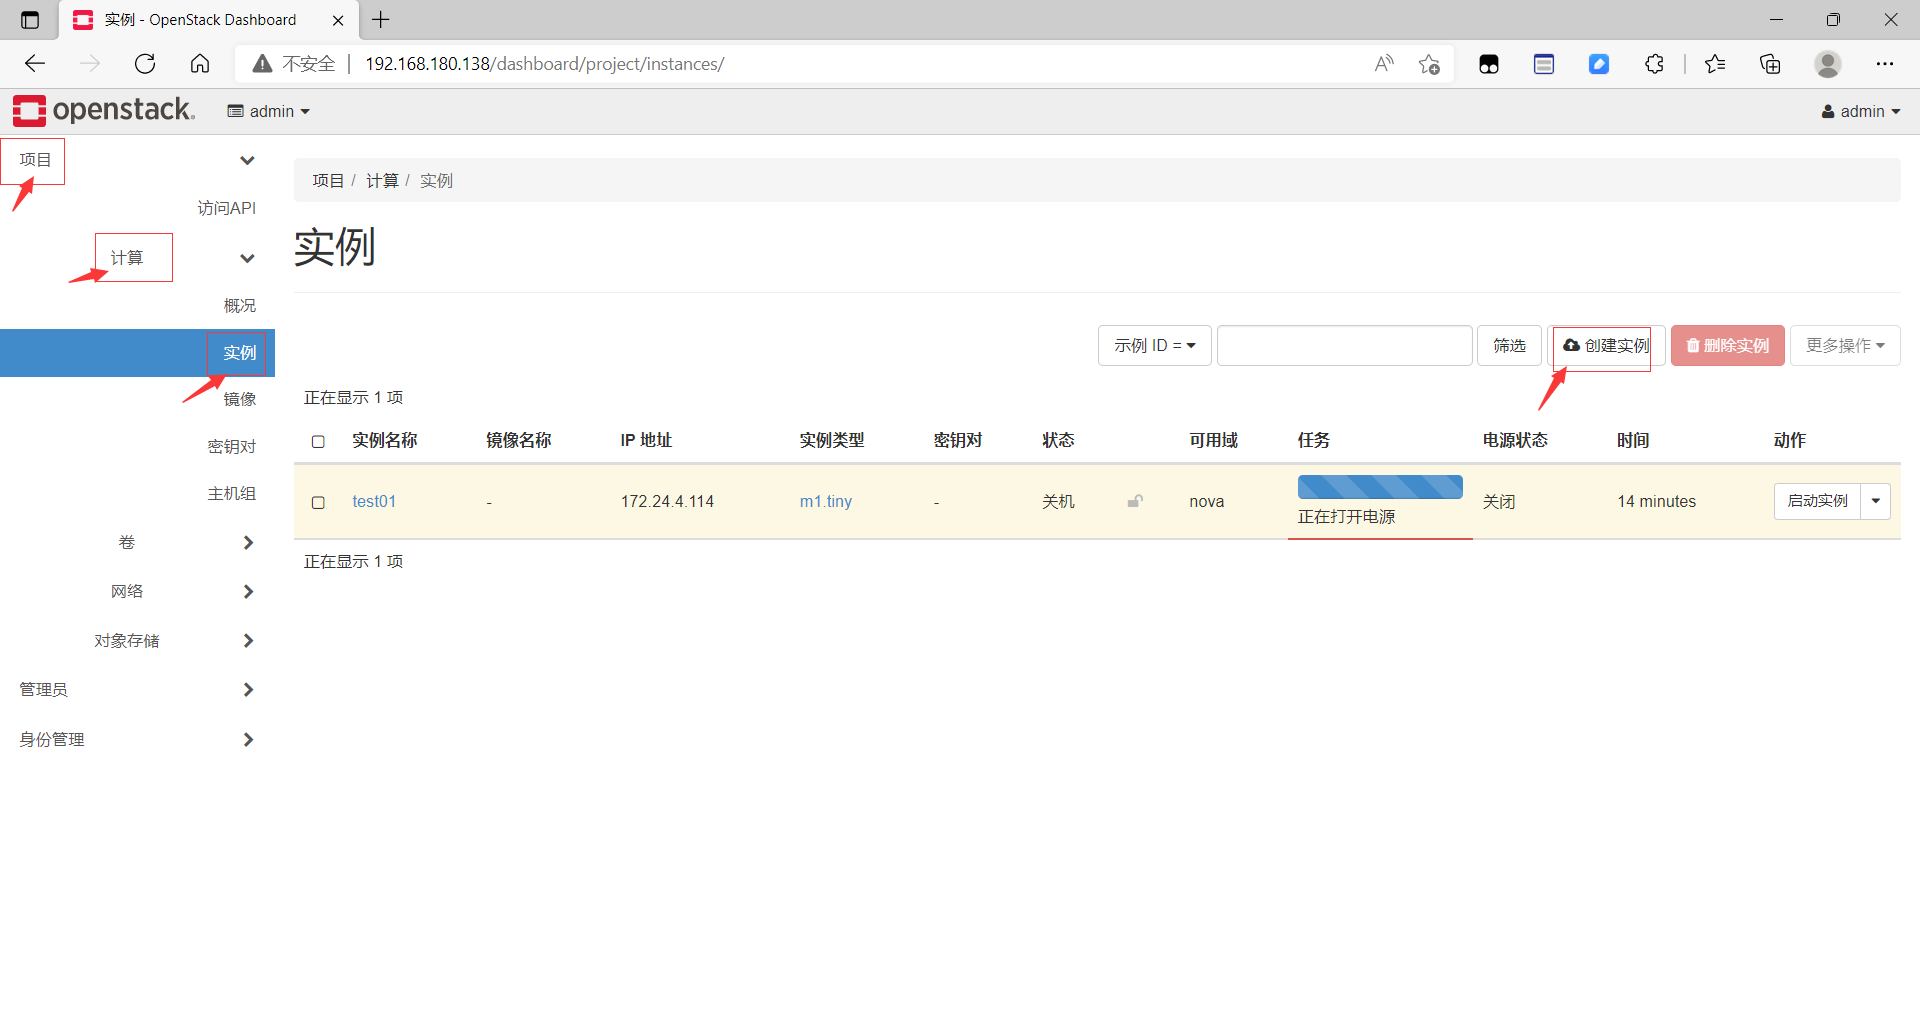 实例 - OpenStack Dashboard
不安全 192.168.180.138/dashboard/project/instances/
openstack. admin admin
项目
访问API
计算
概况
实例
镜像
密钥对
主机组
卷
网络
对象存储
管理员
身份管理
项目 / 计算 / 实例
实例
示例 ID = 筛选 创建实例 删除实例 更多操作
正在显示 1 项
实例名称 镜像名称 IP 地址 实例类型 密钥对 状态 可用域 任务 电源状态 时间 动作
test01 - 172.24.4.114 m1.tiny - 关机 nova 正在打开电源 关闭 14 minutes 启动实例
正在显示 1 项